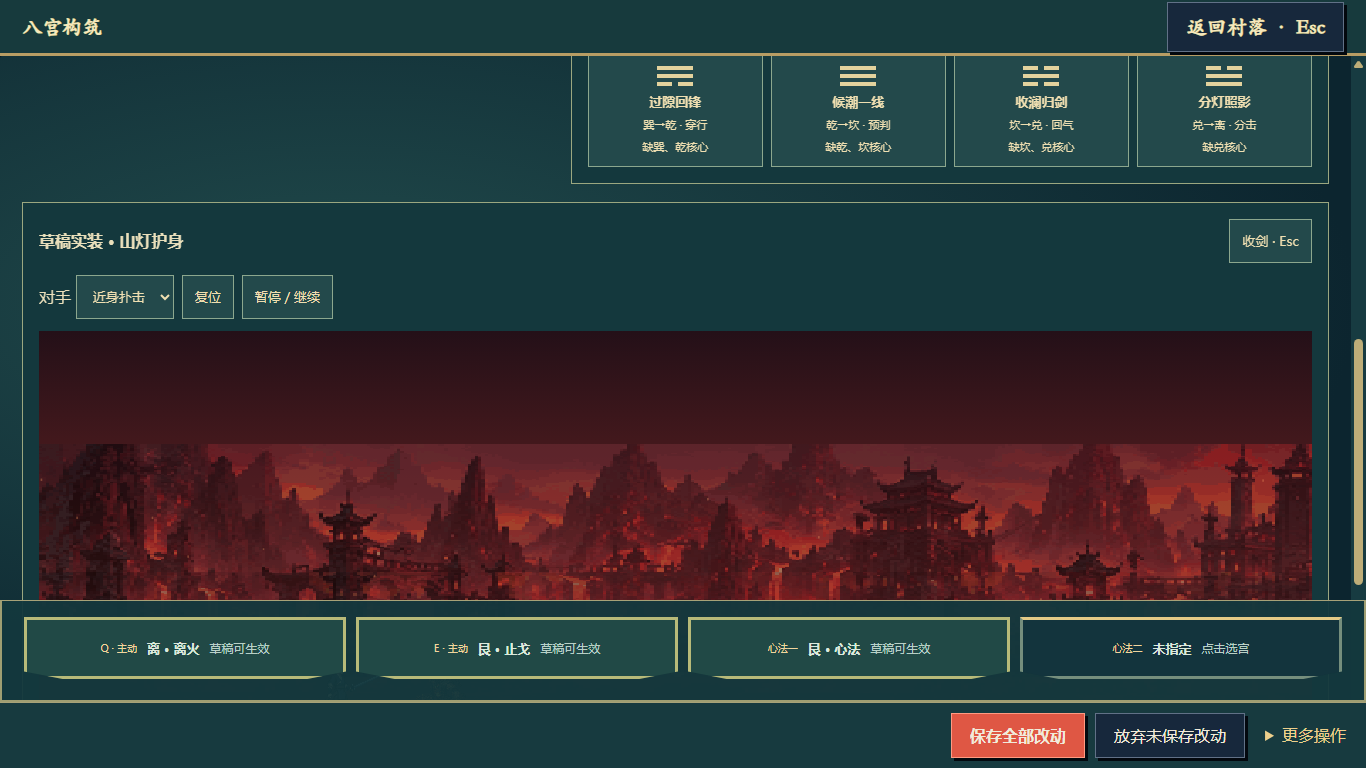 八宫构筑
返回村落 · Esc
过隙回锋
巽→乾 · 穿行
缺巽、乾核心
候潮一线
乾→坎 · 预判
缺乾、坎核心
收澜归剑
坎→兑 · 回气
缺坎、兑核心
分灯照影
兑→离 · 分击
缺兑核心
草稿实装 • 山灯护身
收剑 · Esc
对手 近身扑击 复位 暂停 / 继续
Q · 主动 离 • 离火 草稿可生效
E · 主动 艮 • 止戈 草稿可生效
心法一 艮 • 心法 草稿可生效
心法二 未指定 点击选宫
保存全部改动 放弃未保存改动 ▶ 更多操作